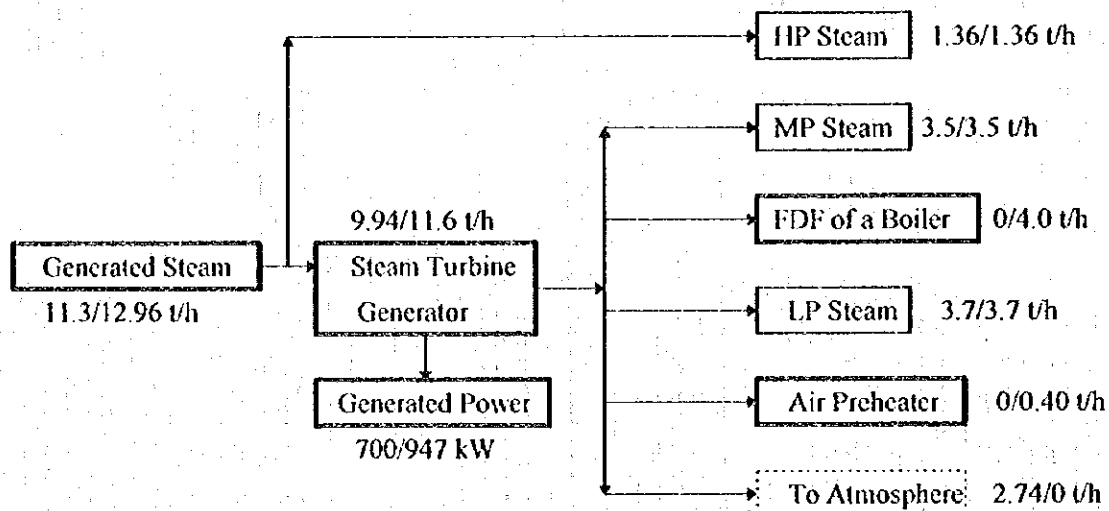 HP Steam 1.36/1.36 t/h
MP Steam 3.5/3.5 t/h
9.94/11.6 t/h
FDF of a Boiler 0/4.0 t/h
Generated Steam
Steam Turbine
Generator
11.3/12.96 t/h
LP Steam 3.7/3.7 t/h
Generated Power
Air Preheater 0/0.40 t/h
700/947 kW
To Atmosphere 2.74/0 t/h